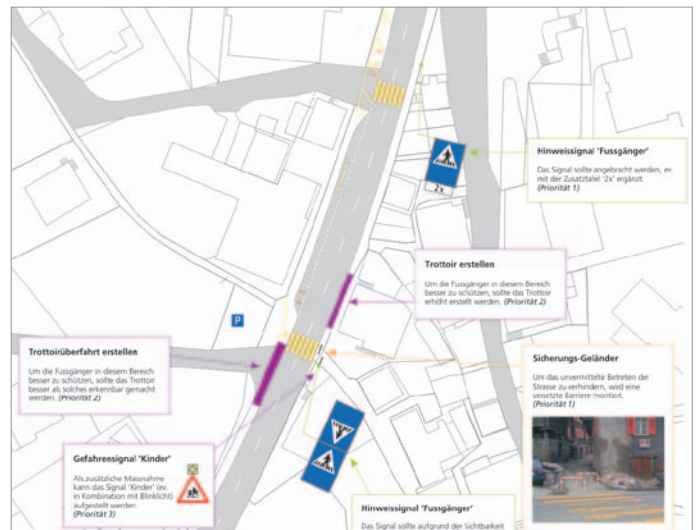 Hinweissignal 'Fussgänger'
Das Signal sollte angebracht werden, ev.
mit der Zusatztafel '2x' ergänzt.
(Priorität 1)
2x
Trottoir erstellen
Um die Fussgänger in diesem Bereich
besser zu schützen, sollte das Trottoir
erhöht erstellt werden. (Priorität 2)
P
Trottoirüberfahrt erstellen
Um die Fussgänger in diesem Bereich
besser zu schützen, sollte das Trottoir
besser als solches erkennbar gemacht
werden. (Priorität 2)
Sicherungs-Geländer
Um das unvermittelte Betreten der
Strasse zu verhindern, wird eine
versetzte Barriere montiert.
(Priorität 1)
Gefahrensignal 'Kinder'
Als zusätzliche Massnahme
kann das Signal 'Kinder' (ev.
in Kombination mit Blinklicht)
aufgestellt werden.
(Priorität 3)
Hinweissignal 'Fussgänger'
Das Signal sollte aufgrund der Sichtbarkeit